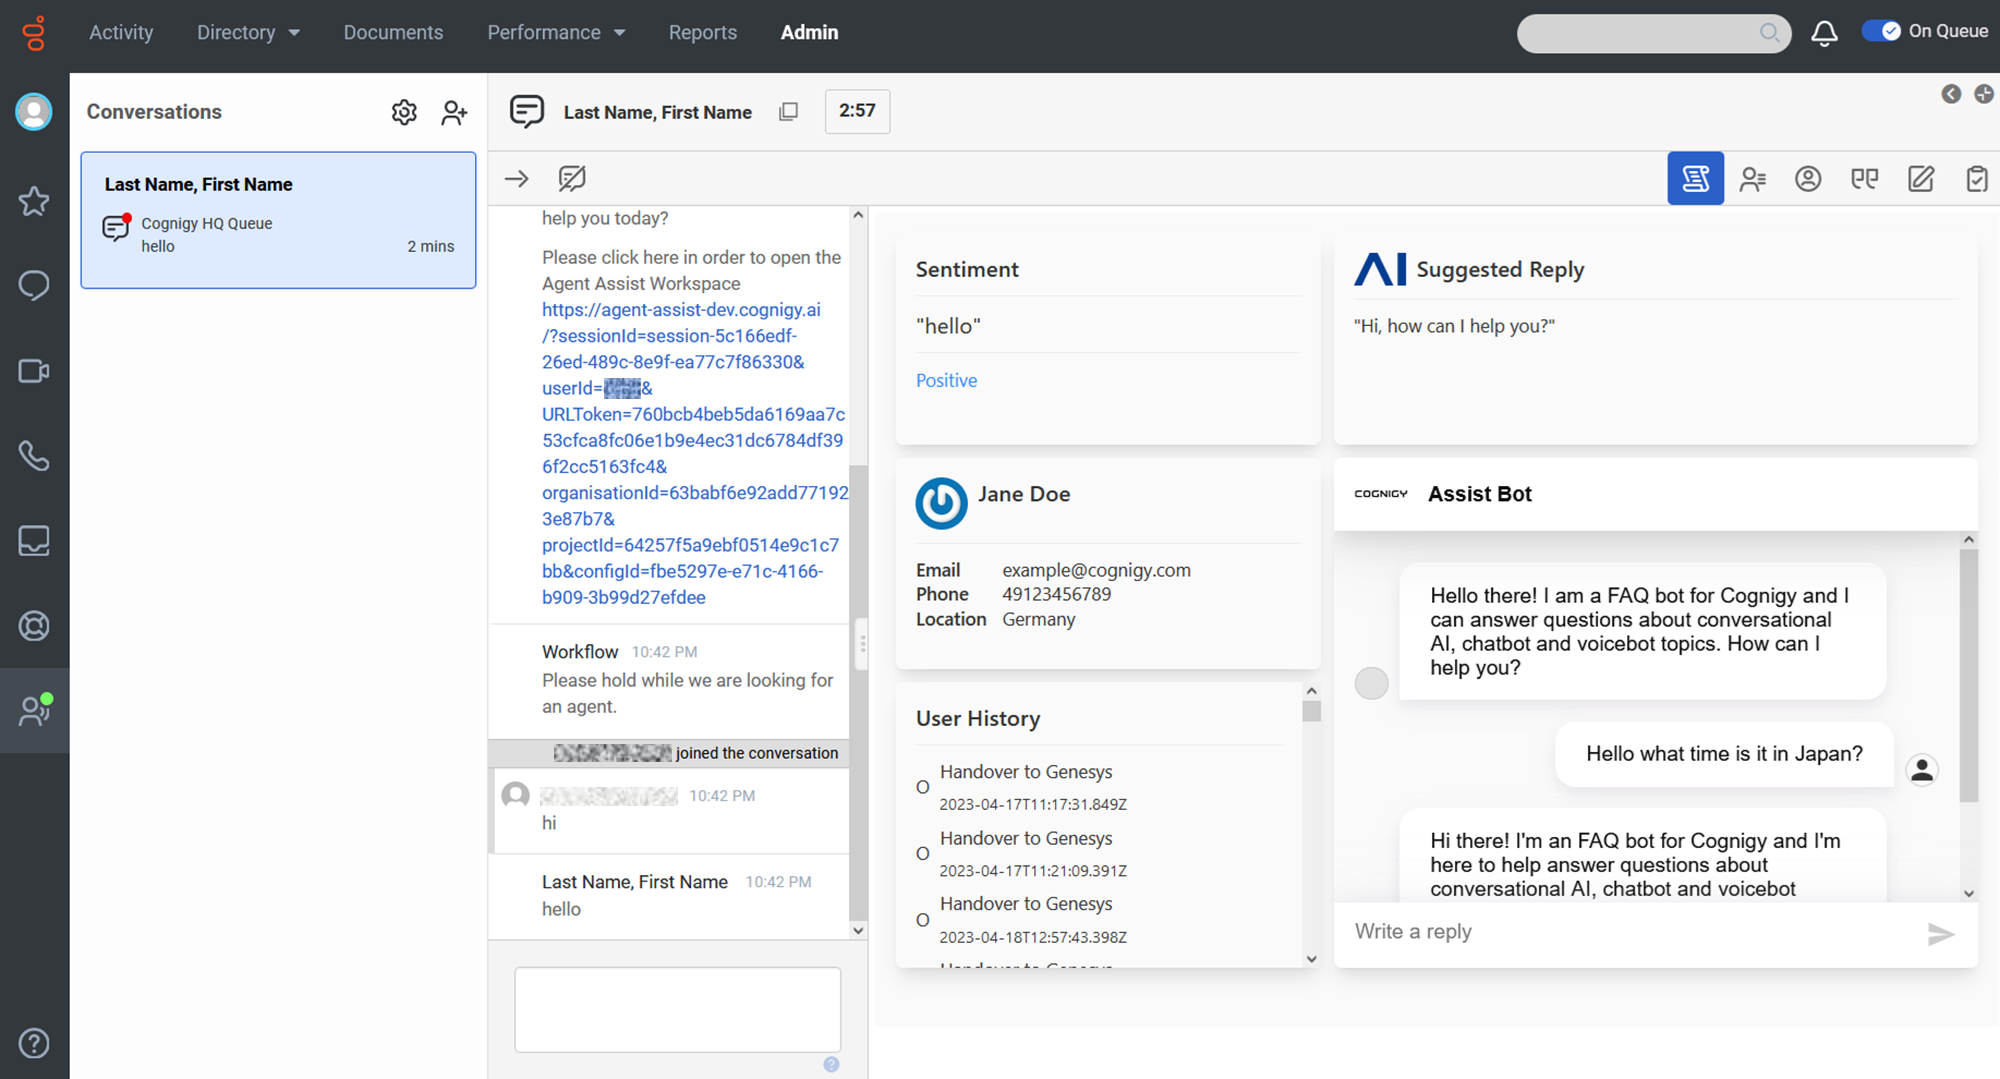 Activity
Directory
Documents
Performance
Reports
Admin
On Queue
Conversations
Last Name, First Name
Cognigy HQ Queue
hello
2 mins
Last Name, First Name
2:57
help you today?
Please click here in order to open the
Agent Assist Workspace
https://agent-assist-dev.cognigy.ai
/?sessionId=session-5c166edf-
26ed-489c-8e9f-ea77c7f86330&
userId=
&
URLToken=760bcb4beb5da6169aa7c
53cfca8fc06e1b9e4ec31dc6784df39
6f2cc5163fc4&
organisationId=63babf6e92add77192
3e87b7&
projectId=64257f5a9ebf0514e9c1c7
bb&configId=fbe5297e-e71c-4166-
b909-3b99d27efdee
Workflow 10:42 PM
Please hold while we are looking for
an agent.
joined the conversation
10:42 PM
hi
Last Name, First Name 10:42 PM
hello
Sentiment
"hello"
Positive
AI Suggested Reply
"Hi, how can I help you?"
Jane Doe
Email example@cognigy.com
Phone 49123456789
Location Germany
User History
Handover to Genesys
2023-04-17T11:17:31.849Z
Handover to Genesys
2023-04-17T11:21:09.391Z
Handover to Genesys
2023-04-18T12:57:43.398Z
COGNIGY Assist Bot
Hello there! I am a FAQ bot for Cognigy and I
can answer questions about conversational
AI, chatbot and voicebot topics. How can I
help you?
Hello what time is it in Japan?
Hi there! I'm an FAQ bot for Cognigy and I'm
here to help answer questions about
conversational AI, chatbot and voicebot
Write a reply